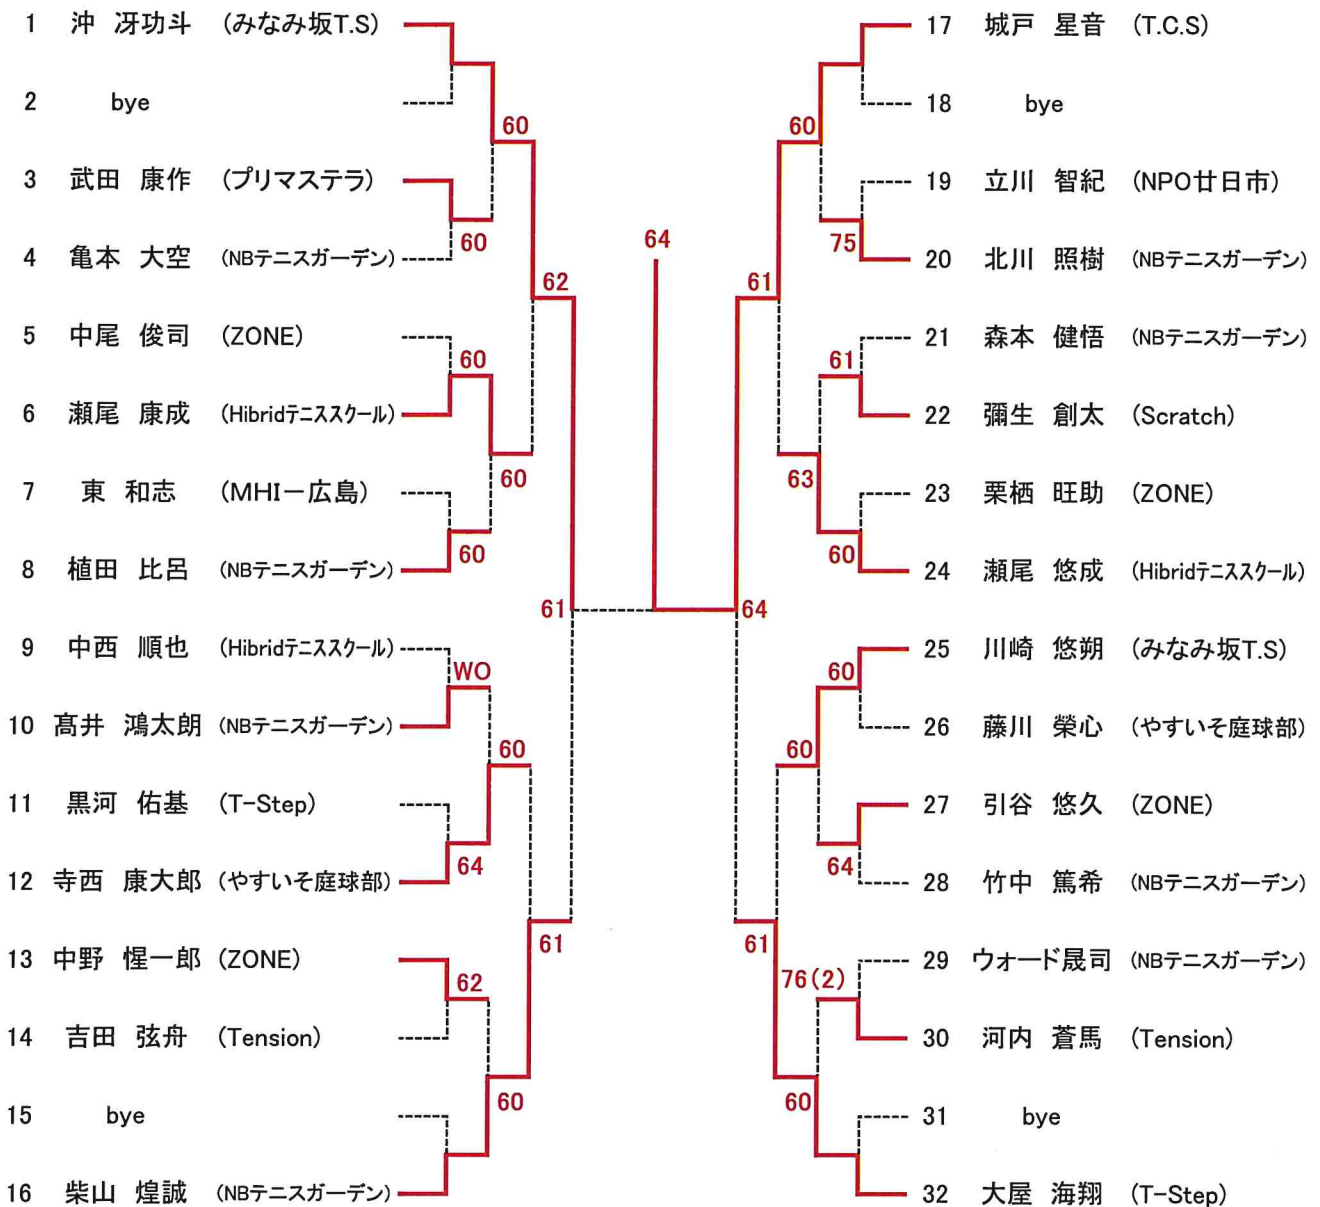 1 沖 冴功斗 (みなみ坂T.S)
2 bye
60
3 武田 康作 (プリマステラ)
60
4 亀本 大空 (NBテニスガーデン)
62
5 中尾 俊司 (ZONE)
60
6 瀬尾 康成 (Hibridテニススクール)
60
7 東 和志 (MHI－広島)
60
8 植田 比呂 (NBテニスガーデン)
61
9 中西 順也 (Hibridテニススクール)
WO
10 髙井 鴻太朗 (NBテニスガーデン)
60
11 黒河 佑基 (T-Step)
64
12 寺西 康大郎 (やすいそ庭球部)
61
13 中野 惺一郎 (ZONE)
62
14 吉田 弦舟 (Tension)
60
15 bye
16 柴山 煌誠 (NBテニスガーデン)
64
64
17 城戸 星音 (T.C.S)
18 bye
60
19 立川 智紀 (NPO廿日市)
75
20 北川 照樹 (NBテニスガーデン)
61
21 森本 健悟 (NBテニスガーデン)
61
22 彌生 創太 (Scratch)
63
23 栗栖 旺助 (ZONE)
60
24 瀬尾 悠成 (Hibridテニススクール)
25 川崎 悠朔 (みなみ坂T.S)
60
26 藤川 榮心 (やすいそ庭球部)
60
27 引谷 悠久 (ZONE)
64
28 竹中 篤希 (NBテニスガーデン)
61
29 ウォード晟司 (NBテニスガーデン)
76(2)
30 河内 蒼馬 (Tension)
60
31 bye
32 大屋 海翔 (T-Step)